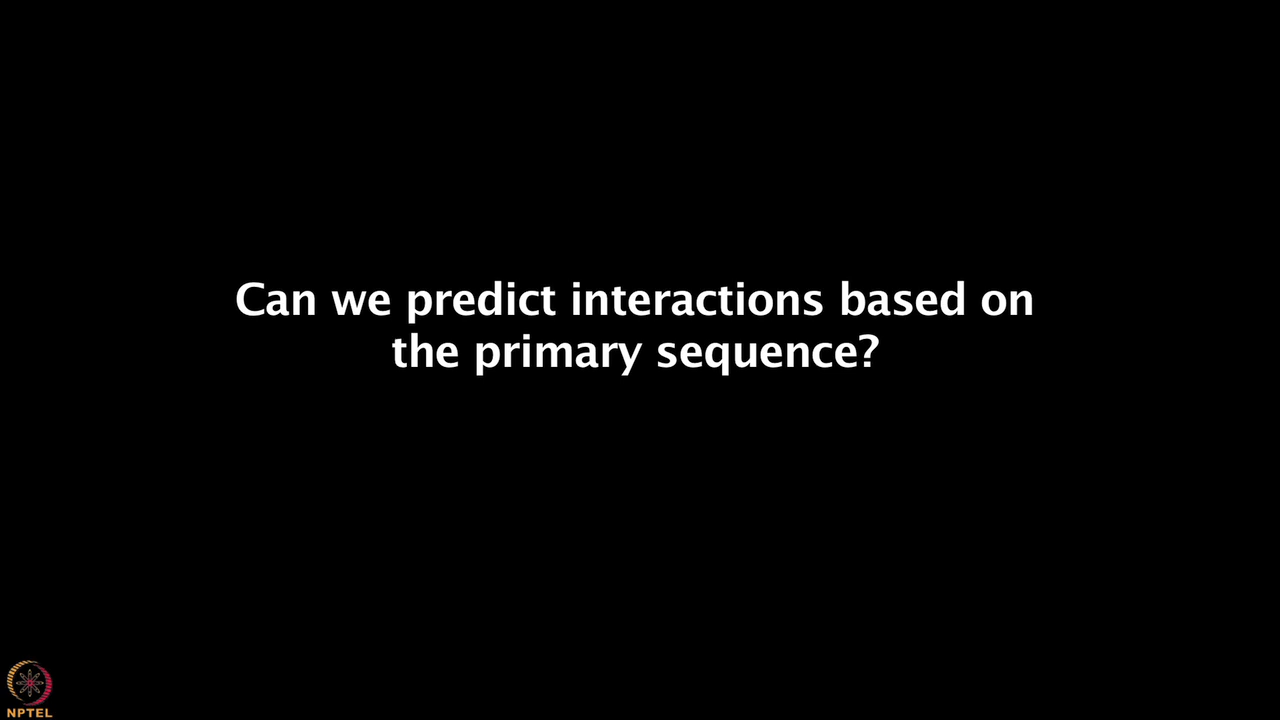 Can we predict interactions based on
the primary sequence?
NPTEL